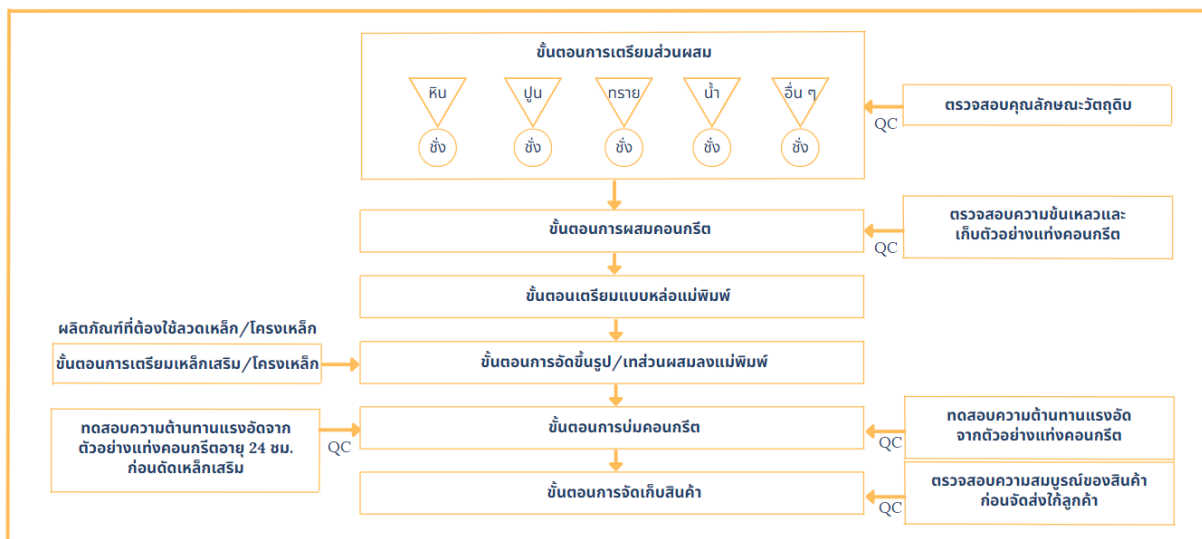 ขั้นตอนการเตรียมส่วนผสม
หิน
ปูน
ทราย
น้ำ
อื่น ๆ
ชั่ง
ชั่ง
ชั่ง
ชั่ง
ชั่ง
QC
ตรวจสอบคุณลักษณะวัตถุดิบ
ขั้นตอนการผสมคอนกรีต
QC
ตรวจสอบความข้นเหลวและ
เก็บตัวอย่างแท่งคอนกรีต
ขั้นตอนเตรียมแบบหล่อแม่พิมพ์
ผลิตภัณฑ์ที่ต้องใช้ลวดเหล็ก/โครงเหล็ก
ขั้นตอนการเตรียมเหล็กเสริม/โครงเหล็ก
ขั้นตอนการอัดขึ้นรูป/เทส่วนผสมลงแม่พิมพ์
ทดสอบความต้านทานแรงอัดจาก
ตัวอย่างแท่งคอนกรีตอายุ 24 ชม.
ก่อนดัดเหล็กเสริม
QC
ขั้นตอนการบ่มคอนกรีต
QC
ทดสอบความต้านทานแรงอัด
จากตัวอย่างแท่งคอนกรีต
ขั้นตอนการจัดเก็บสินค้า
QC
ตรวจสอบความสมบูรณ์ของสินค้า
ก่อนจัดส่งให้ลูกค้า